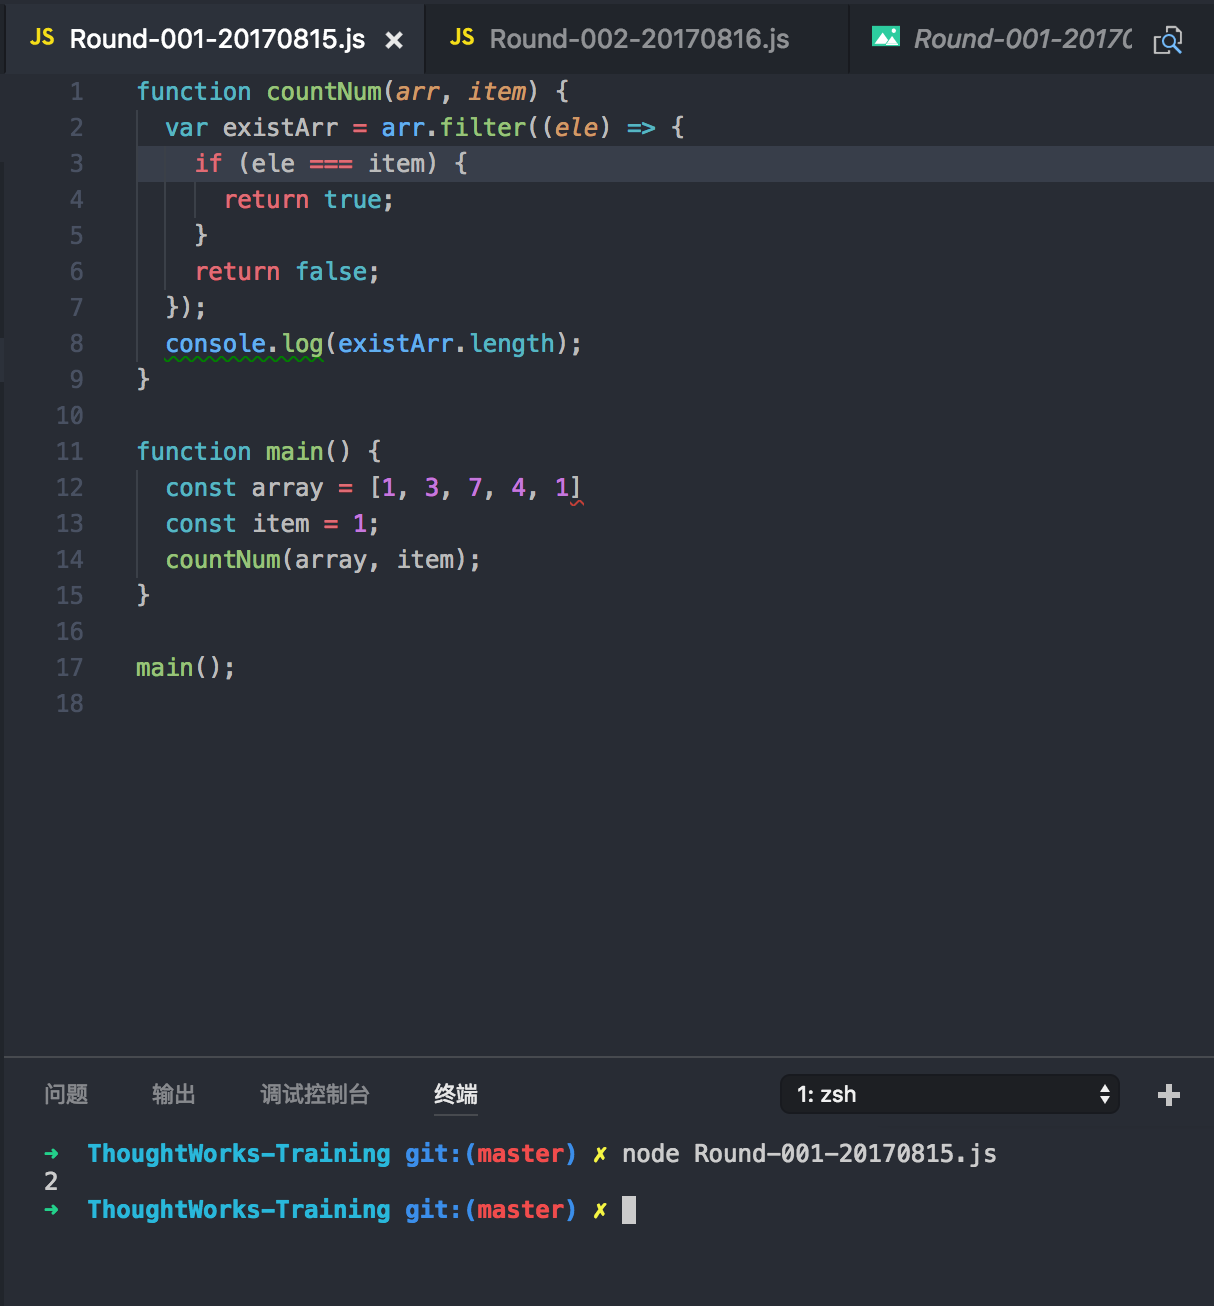 JS Round-001-20170815.js × JS Round-002-20170816.js Round-001-2017
1 function countNum(arr, item) {
2 var existArr = arr.filter((ele) => {
3 if (ele === item) {
4 return true;
5 }
6 return false;
7 });
8 console.log(existArr.length);
9 }
10
11 function main() {
12 const array = [1, 3, 7, 4, 1]
13 const item = 1;
14 countNum(array, item);
15 }
16
17 main();
18
问题 输出 调试控制台 终端 1: zsh
➜ ThoughtWorks-Training git:(master) ✗ node Round-001-20170815.js
2
➜ ThoughtWorks-Training git:(master) ✗